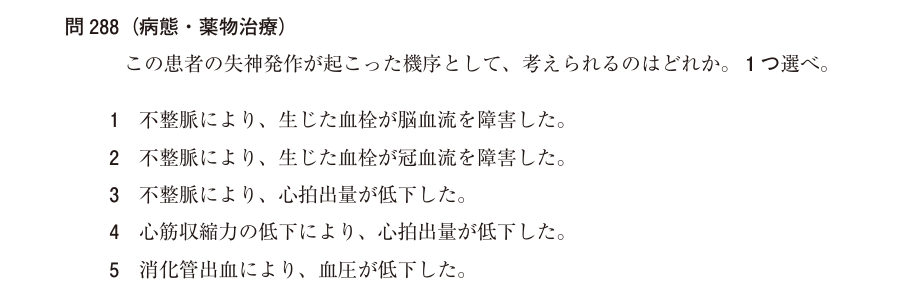 問 288（病態・薬物治療）
この患者の失神発作が起こった機序として、考えられるのはどれか。1つ選べ。
1 不整脈により、生じた血栓が脳血流を障害した。
2 不整脈により、生じた血栓が冠血流を障害した。
3 不整脈により、心拍出量が低下した。
4 心筋収縮力の低下により、心拍出量が低下した。
5 消化管出血により、血圧が低下した。